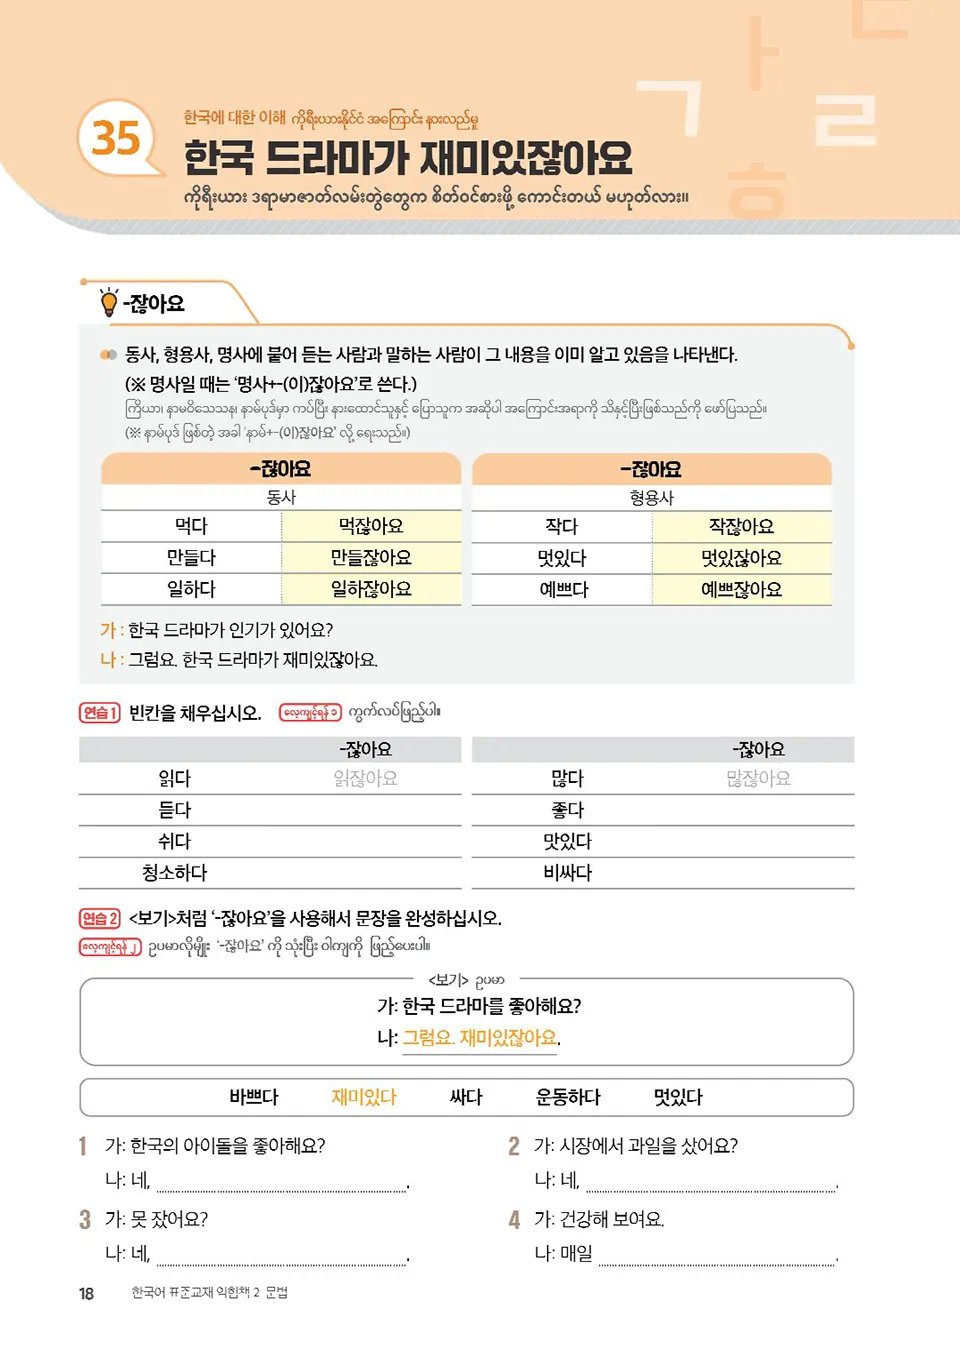 35
한국에 대한 이해 ကိုရီးယားနိုင်ငံ အကြောင်း နားလည်မှု
한국 드라마가 재미있잖아요
ကိုရီးယား ဒရာမာဇာတ်လမ်းတွဲတွေက စိတ်ဝင်စားဖို့ ကောင်းတယ် မဟုတ်လား။
ㄱ ㅏ ㄴ ㄹ ㅎ
-잖아요
동사, 형용사, 명사에 붙어 듣는 사람과 말하는 사람이 그 내용을 이미 알고 있음을 나타낸다.
(※ 명사일 때는 '명사+-(이)잖아요'로 쓴다.)
ကြိယာ၊ နာမဝိသေသန၊ နာမ်ပုဒ်မှာ ကပ်ပြီး နားထောင်သူနှင့် ပြောသူက အဆိုပါ အကြောင်းအရာကို သိနှင့်ပြီးဖြစ်သည်ကို ဖော်ပြသည်။
(※ နာမ်ပုဒ် ဖြစ်တဲ့ အခါ 'နာမ်+-(이)잖아요' လို့ ရေးသည်။)
-잖아요 -잖아요
동사 형용사
먹다 먹잖아요 작다 작잖아요
만들다 만들잖아요 멋있다 멋있잖아요
일하다 일하잖아요 예쁘다 예쁘잖아요
가 : 한국 드라마가 인기가 있어요?
나 : 그럼요. 한국 드라마가 재미있잖아요.
연습 1 빈칸을 채우십시오. လေ့ကျင့်ရန် ၁ ကွက်လပ်ဖြည့်ပါ။
-잖아요 -잖아요
읽다 읽잖아요 많다 많잖아요
듣다 좋다
쉬다 맛있다
청소하다 비싸다
연습 2 <보기>처럼 '-잖아요'을 사용해서 문장을 완성하십시오.
လေ့ကျင့်ရန် ၂ ဥပမာလိုမျိုး '-잖아요' ကို သုံးပြီး ဝါကျကို ဖြည့်ပေးပါ။
<보기> ဥပမာ
가: 한국 드라마를 좋아해요?
나: 그럼요. 재미있잖아요.
바쁘다 재미있다 싸다 운동하다 멋있다
1 가: 한국의 아이돌을 좋아해요?
나: 네, .
2 가: 시장에서 과일을 샀어요?
나: 네, .
3 가: 못 잤어요?
나: 네, .
4 가: 건강해 보여요.
나: 매일 .
18 한국어 표준교재 익힘책 2 문법